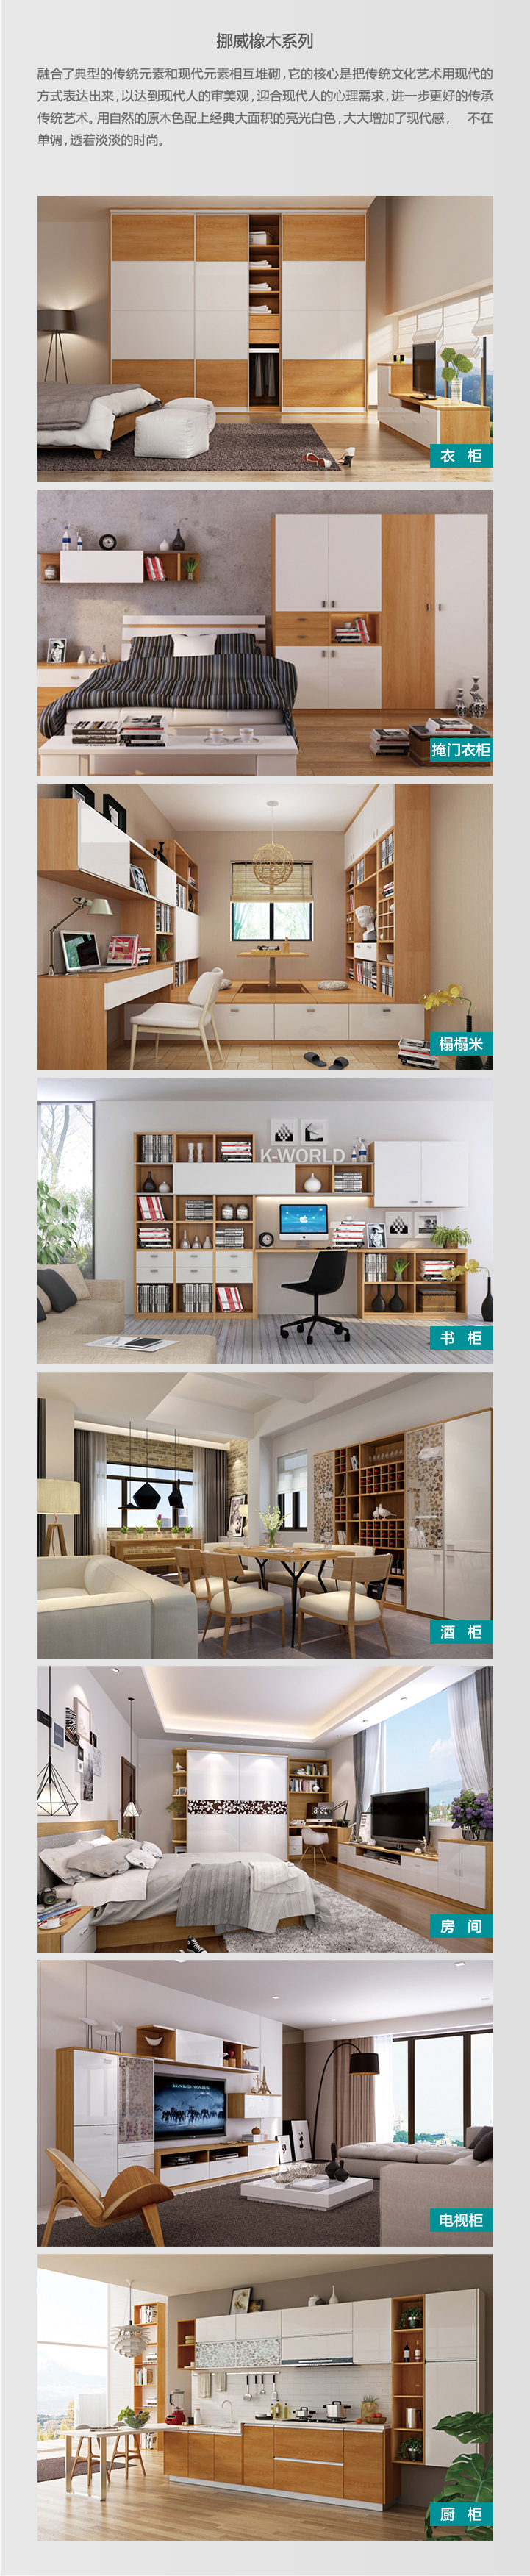 挪威橡木系列
融合了典型的传统元素和现代元素相互堆砌，它的核心是把传统文化艺术用现代的
方式表达出来，以达到现代人的审美观，迎合现代人的心理需求，进一步更好的传承
传统艺术。用自然的原木色配上经典大面积的亮光白色，大大增加了现代感， 不在
单调，透着淡淡的时尚。
衣 柜
掩门衣柜
榻榻米
K-WORLD
书 柜
酒 柜
房 间
电视柜
厨 柜